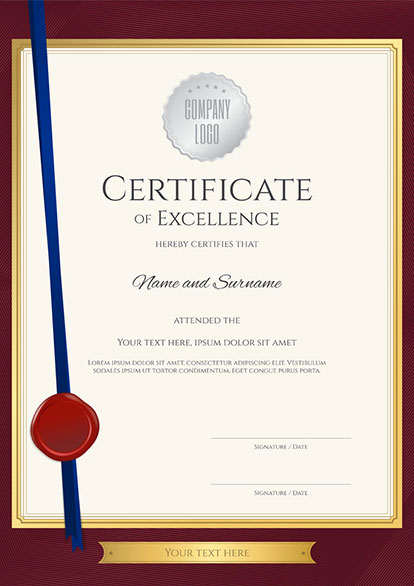 COMPANY
LOGO
CERTIFICATE
OF EXCELLENCE
HEREBY CERTIFIES THAT
Name and Surname
ATTENDED THE
YOUR TEXT HERE, IPSUM DOLOR SIT AMET
LOREM IPSUM DOLOR SIT AMET, CONSECTETUR ADIPISCING ELIT. VESTIBULUM
SODALES IPSUM UT TORTOR CONDIMENTUM, EGET CONGUE IPSUM PHARETRA.
SIGNATURE / DATE
SIGNATURE / DATE
YOUR TEXT HERE